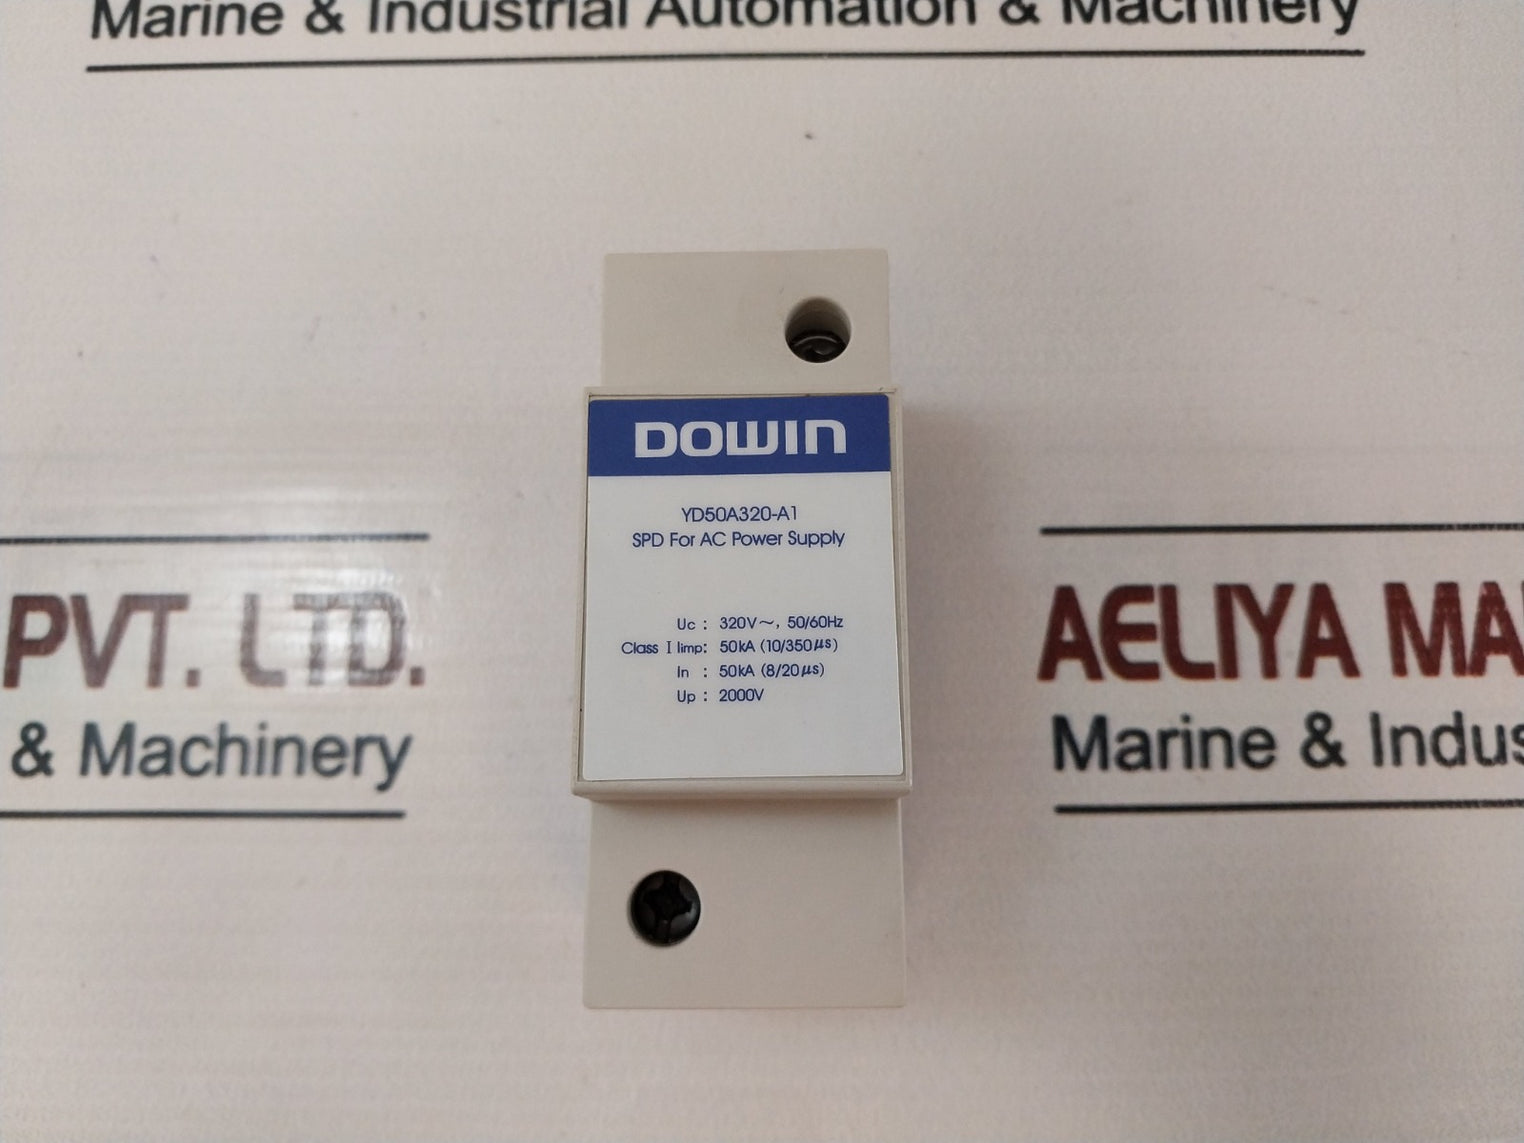 Marine & Industrial Automation & Machinery
DOWIN
YD50A320-A1
SPD For AC Power Supply
Uc : 320V～, 50/60Hz
Class I Iimp: 50kA (10/350μs)
In : 50kA (8/20μs)
Up : 2000V
PVT. LTD.
& Machinery
AELIYA MA
Marine & Indus